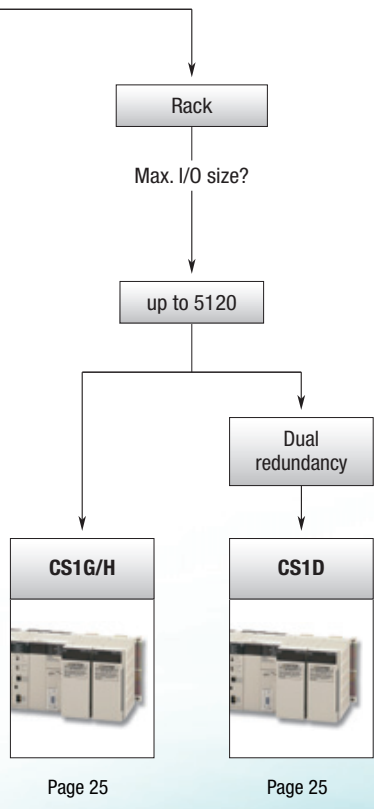 Rack
Max. I/O size?
up to 5120
Dual
redundancy
CS1G/H
CS1D
Page 25
Page 25